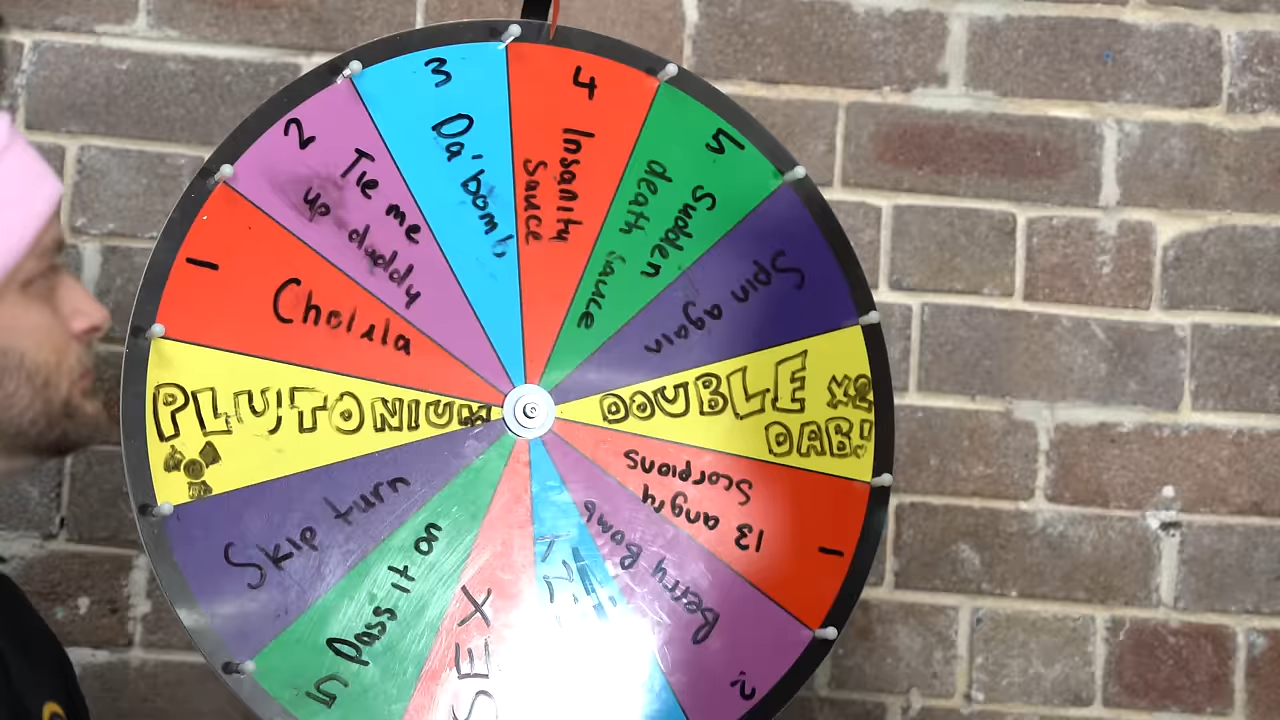 3
Da'bomb
4
Insanity
Sauce
5
Sudden
death sauce
Spin again
DOUBLE x2
DAB!
1
13 angry
Scorpions
2
Berry Bomb
SEX
5
Pass it on
Skip turn
PLUTONIUM
1
Cholula
2
Tie me
up daddy